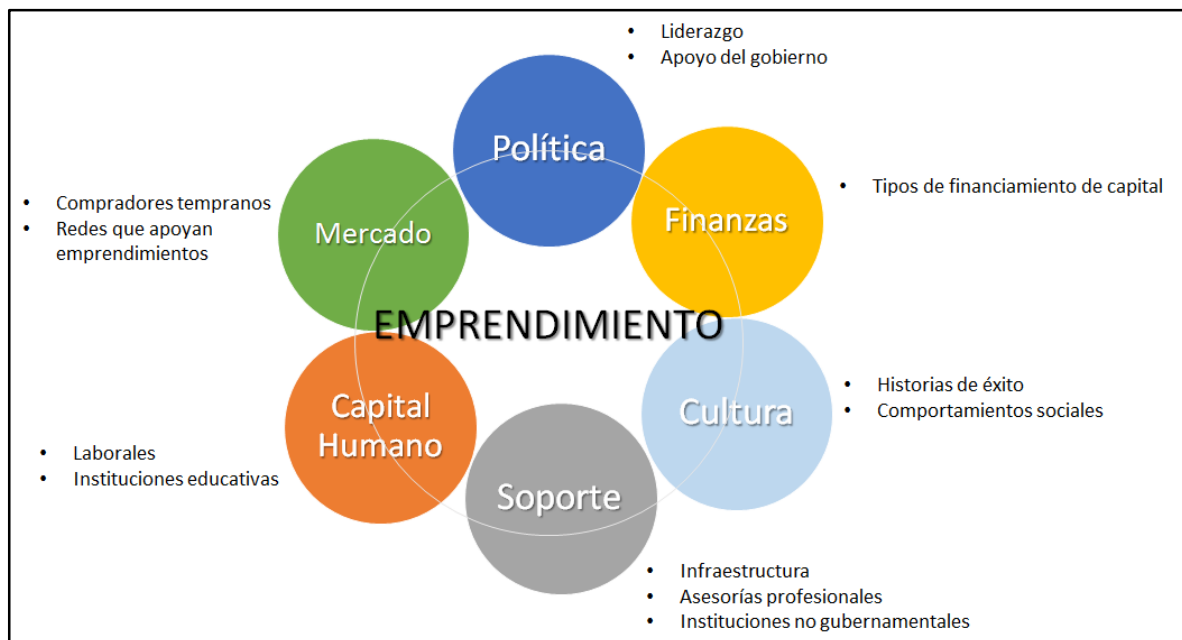 • Liderazgo
• Apoyo del gobierno
Política
Finanzas
• Tipos de financiamiento de capital
Mercado
• Compradores tempranos
• Redes que apoyan
emprendimientos
EMPRENDIMIENTO
Cultura
• Historias de éxito
• Comportamientos sociales
Capital
Humano
• Laborales
• Instituciones educativas
Soporte
• Infraestructura
• Asesorías profesionales
• Instituciones no gubernamentales